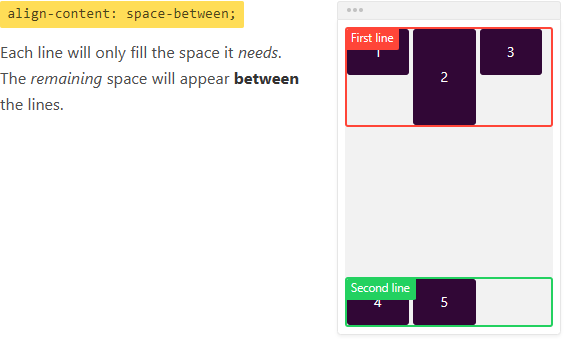 align-content: space-between;
Each line will only fill the space it needs.
The remaining space will appear between
the lines.
First line
1
2
3
Second line
4
5